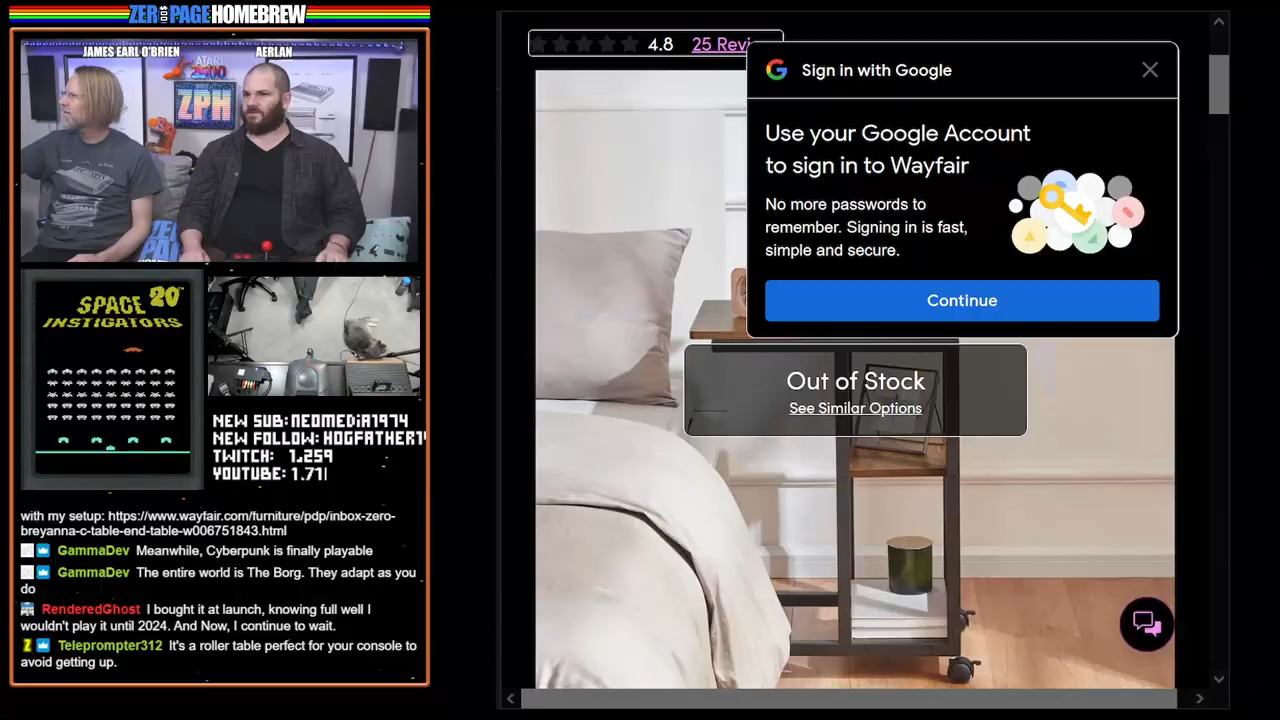 ZERO PAGE HOMEBREW
JAMES EARL O'BRIEN
AERLAN
ATARI
2600
ZPH
SPACE 20
INSTIGATORS
NEW SUB: NEOMEDIA1974
NEW FOLLOW: HOGFATHER1
TWITCH: 1,259
YOUTUBE: 1.71
with my setup: https://www.wayfair.com/furniture/pdp/inbox-zero-
breyanna-c-table-end-table-w006751843.html
GammaDev Meanwhile, Cyberpunk is finally playable
GammaDev The entire world is The Borg. They adapt as you
do
RenderedGhost I bought it at launch, knowing full well I
wouldn't play it until 2024. And Now, I continue to wait.
Teleprompter312 It's a roller table perfect for your console to
avoid getting up.
4.8 25 Revi
Sign in with Google
Use your Google Account
to sign in to Wayfair
No more passwords to
remember. Signing in is fast,
simple and secure.
Continue
Out of Stock
See Similar Options